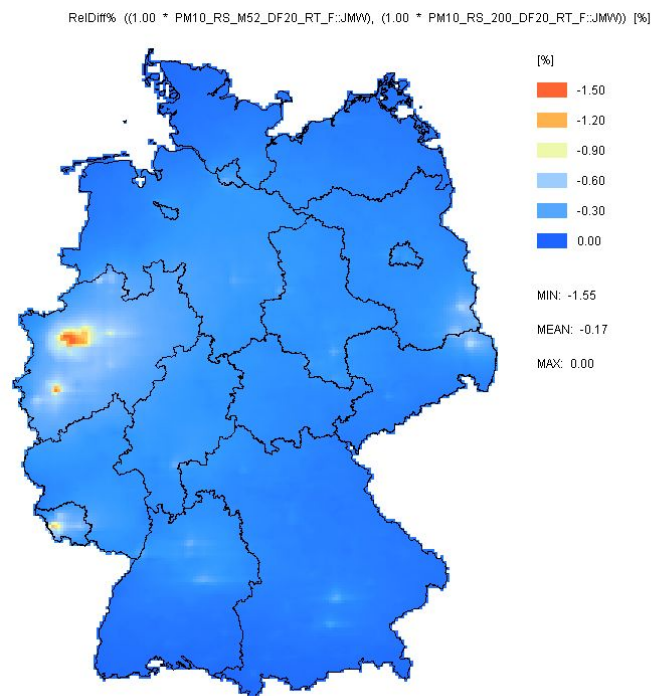 RelDiff% ((1.00 * PM10_RS_M52_DF20_RT_F::JMW), (1.00 * PM10_RS_200_DF20_RT_F::JMW)) [%]
[%]
-1.50
-1.20
-0.90
-0.60
-0.30
0.00
MIN: -1.55
MEAN: -0.17
MAX: 0.00